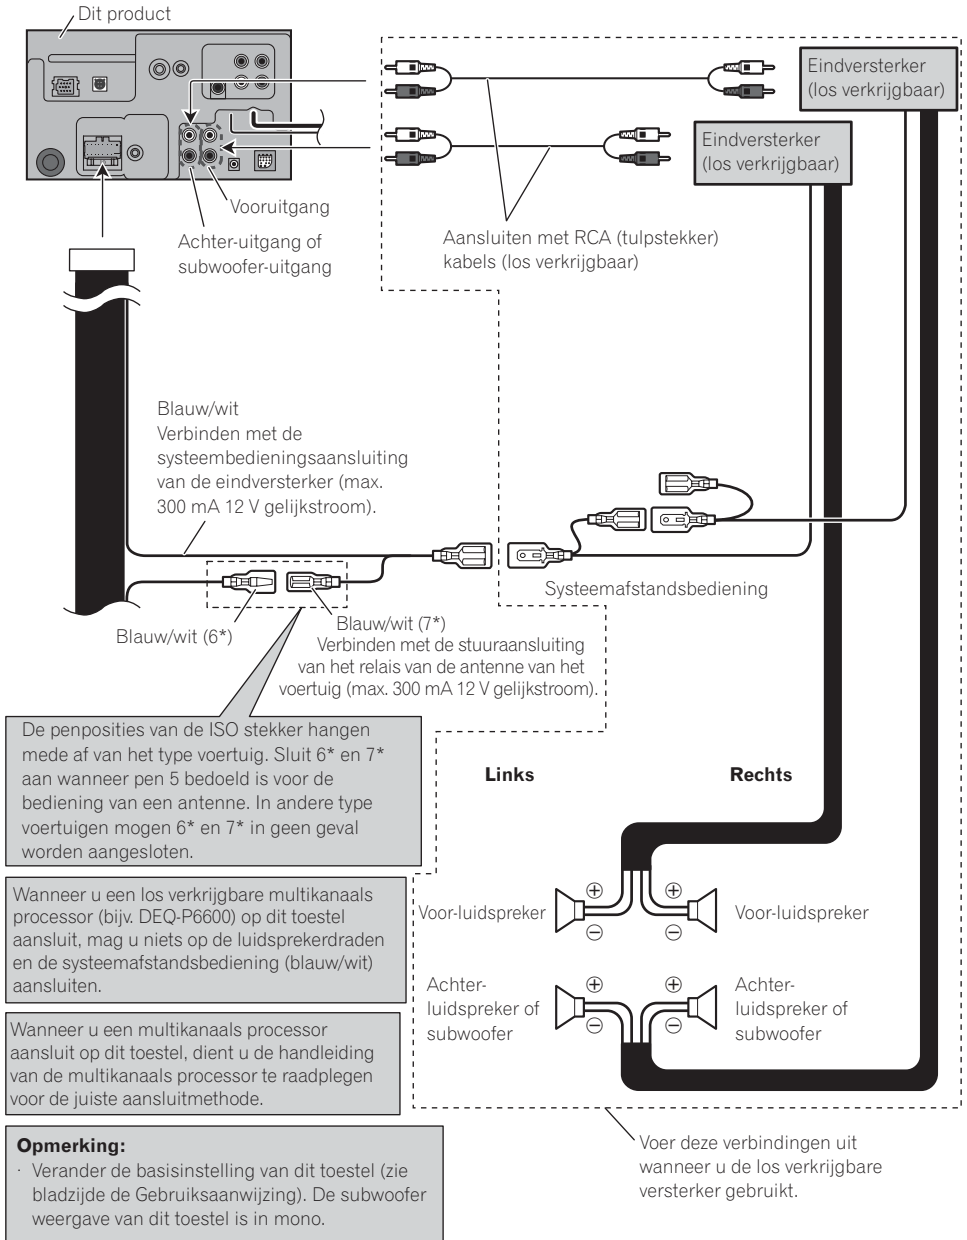 Dit product
Eindversterker
(los verkrijgbaar)
Eindversterker
(los verkrijgbaar)
Vooruitgang
Achter-uitgang of
subwoofer-uitgang
Aansluiten met RCA (tulpstekker)
kabels (los verkrijgbaar)
Blauw/wit
Verbinden met de
systeembedieningsaansluiting
van de eindversterker (max.
300 mA 12 V gelijkstroom).
Systeemafstandsbediening
Blauw/wit (6*)
Blauw/wit (7*)
Verbinden met de stuuraansluiting
van het relais van de antenne van het
voertuig (max. 300 mA 12 V gelijkstroom).
De penposities van de ISO stekker hangen
mede af van het type voertuig. Sluit 6* en 7*
aan wanneer pen 5 bedoeld is voor de
bediening van een antenne. In andere type
voertuigen mogen 6* en 7* in geen geval
worden aangesloten.
Links
Rechts
Wanneer u een los verkrijgbare multikanaals
processor (bijv. DEQ-P6600) op dit toestel
aansluit, mag u niets op de luidsprekerdraden
en de systeemafstandsbediening (blauw/wit)
aansluiten.
Voor-luidspreker
+
−
+
−
Voor-luidspreker
Achter-
luidspreker of
subwoofer
+
−
+
−
Achter-
luidspreker of
subwoofer
Wanneer u een multikanaals processor
aansluit op dit toestel, dient u de handleiding
van de multikanaals processor te raadplegen
voor de juiste aansluitmethode.
Opmerking:
· Verander de basisinstelling van dit toestel (zie
bladzijde de Gebruiksaanwijzing). De subwoofer
weergave van dit toestel is in mono.
Voer deze verbindingen uit
wanneer u de los verkrijgbare
versterker gebruikt.